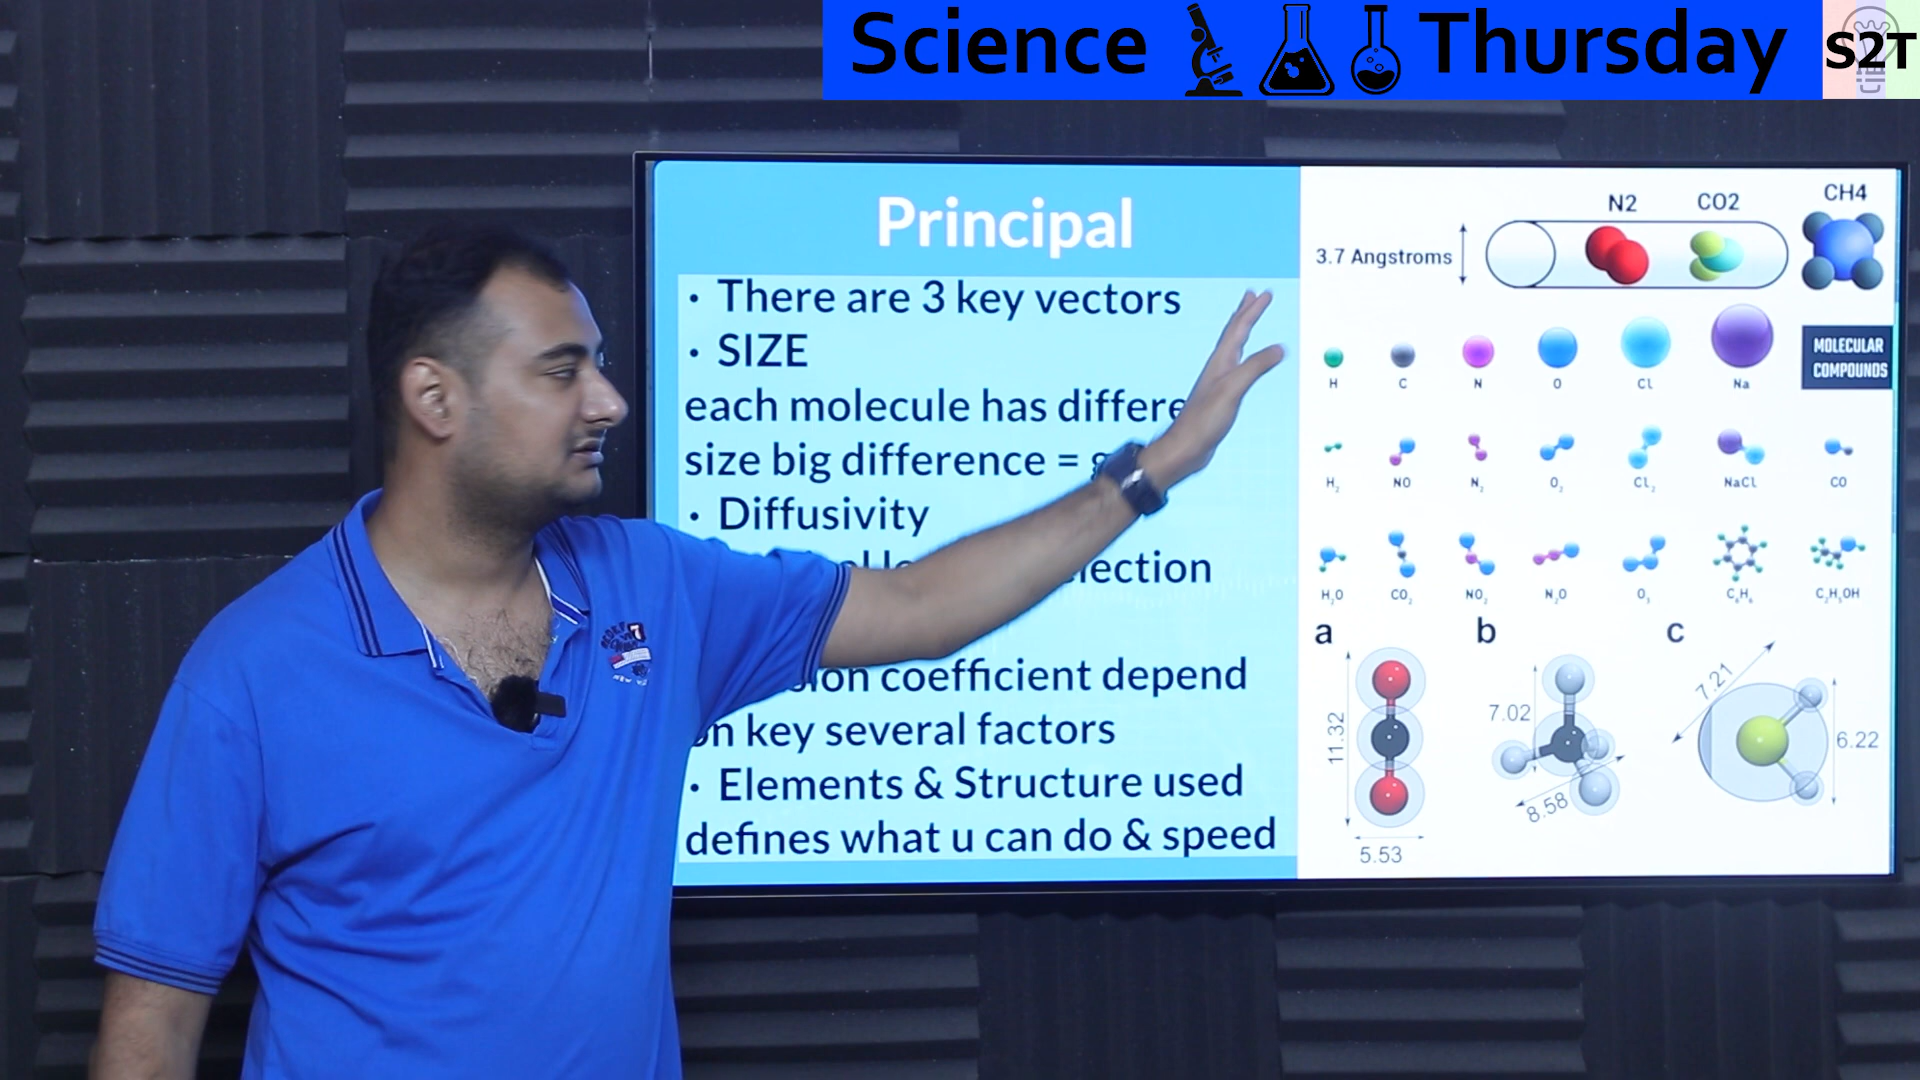 Science Thursday
S2T
Principal
• There are 3 key vectors
• SIZE
each molecule has differe
size big difference =
• Diffusivity
lection
coefficient depend
on key several factors
• Elements & Structure used
defines what u can do & speed
N2 CO2 CH4
3.7 Angstroms
H C N O Cl Na
MOLECULAR
COMPOUNDS
H₂ NO N₂ O₂ Cl₂ NaCl CO
H₂O CO₂ NO₂ N₂O O₃ C₆H₆ C₂H₅OH
a b c
11.32
5.53
7.02
8.58
7.21
6.22